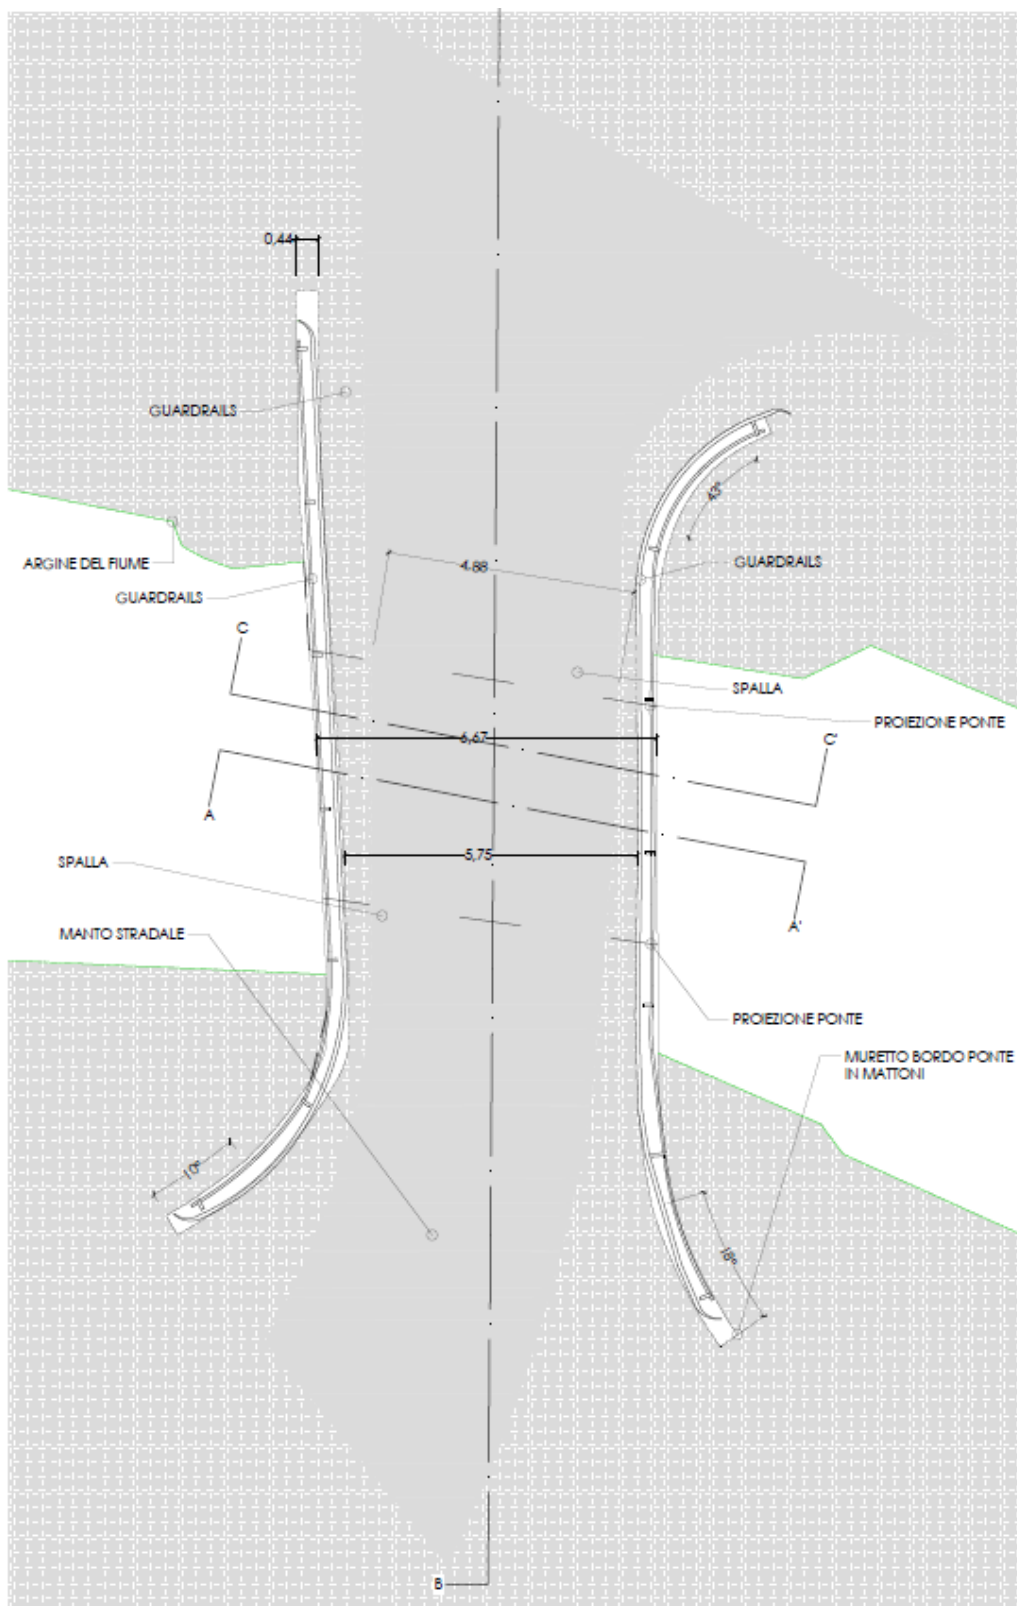 0,44
GUARDRAILS
43°
ARGINE DEL FIUME
4.88
GUARDRAILS
GUARDRAILS
C
SPALLA
PROIEZIONE PONTE
6,67
C'
A
5,75
SPALLA
A'
MANTO STRADALE
PROIEZIONE PONTE
MURETTO BORDO PONTE
IN MATTONI
10°
18°
B